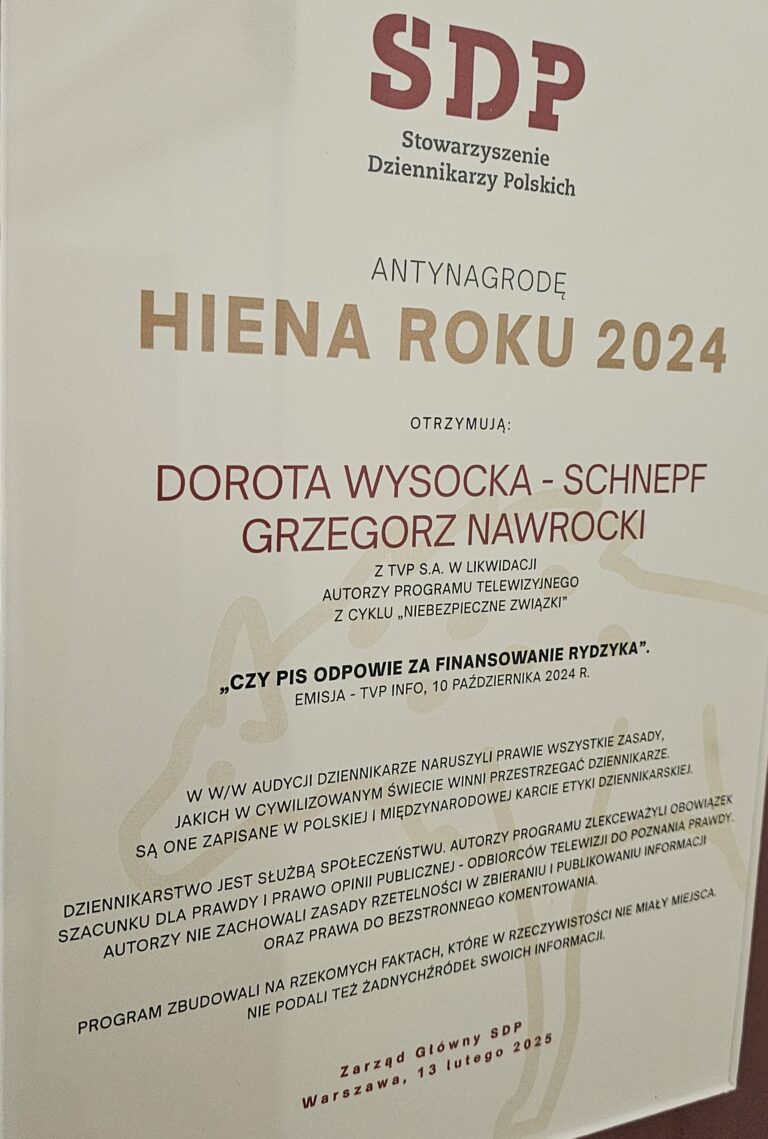 SDP
Stowarzyszenie
Dziennikarzy Polskich
ANTYNAGRODĘ
HIENA ROKU 2024
OTRZYMUJĄ:
DOROTA WYSOCKA - SCHNEPF
GRZEGORZ NAWROCKI
Z TVP S.A. W LIKWIDACJI
AUTORZY PROGRAMU TELEWIZYJNEGO
Z CYKLU „NIEBEZPIECZNE ZWIĄZKI”
„CZY PIS ODPOWIE ZA FINANSOWANIE RYDZYKA”.
EMISJA - TVP INFO, 10 PAŹDZIERNIKA 2024 R.
W W/W AUDYCJI DZIENNIKARZE NARUSZYLI PRAWIE WSZYSTKIE ZASADY,
JAKICH W CYWILIZOWANYM ŚWIECIE WINNI PRZESTRZEGAĆ DZIENNIKARZE.
SĄ ONE ZAPISANE W POLSKIEJ I MIĘDZYNARODOWEJ KARCIE ETYKI DZIENNIKARSKIEJ.
DZIENNIKARSTWO JEST SŁUŻBĄ SPOŁECZEŃSTWU. AUTORZY PROGRAMU ZLEKCEWAŻYLI OBOWIĄZEK
SZACUNKU DLA PRAWDY I PRAWO OPINII PUBLICZNEJ - ODBIORCÓW TELEWIZJI DO POZNANIA PRAWDY.
AUTORZY NIE ZACHOWALI ZASADY RZETELNOŚCI W ZBIERANIU I PUBLIKOWANIU INFORMACJI
ORAZ PRAWA DO BEZSTRONNEGO KOMENTOWANIA.
PROGRAM ZBUDOWALI NA RZEKOMYCH FAKTACH, KTÓRE W RZECZYWISTOŚCI NIE MIAŁY MIEJSCA.
NIE PODALI TEŻ ŻADNYCHŹRÓDEŁ SWOICH INFORMACJI.
Zarząd Główny SDP
Warszawa, 13 lutego 2025